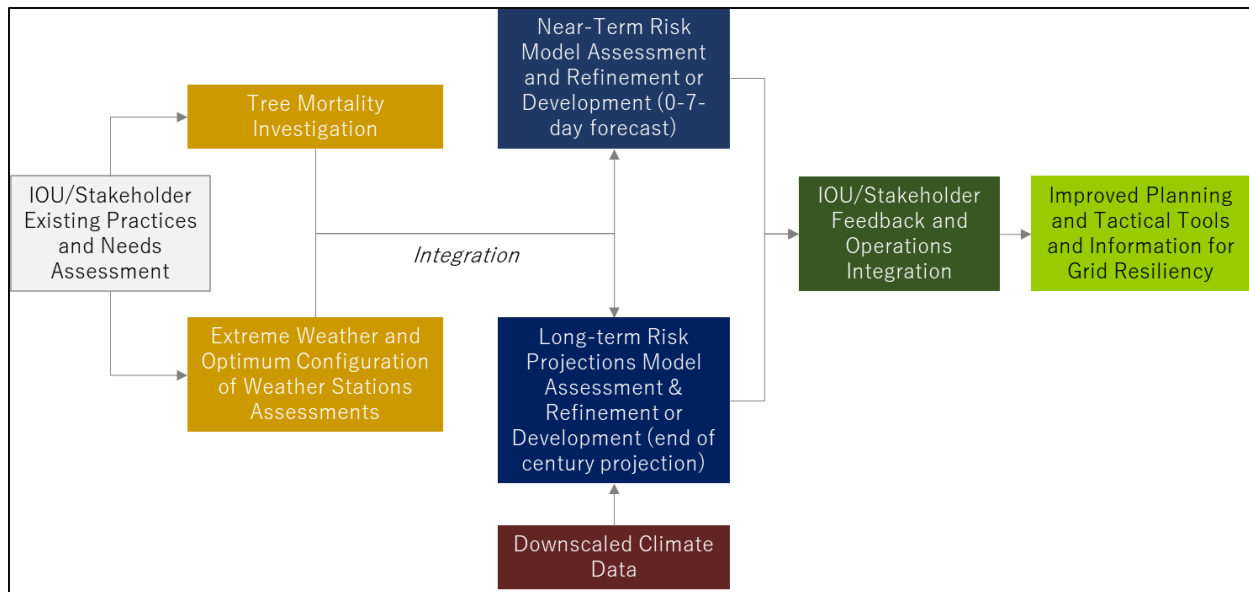 Near-Term Risk
Model Assessment
and Refinement or
Development (0-7-
day forecast)
Tree Mortality
Investigation
IOU/Stakeholder
Existing Practices
and Needs
Assessment
Integration
Extreme Weather and
Optimum Configuration
of Weather Stations
Assessments
Long-term Risk
Projections Model
Assessment &
Refinement or
Development (end of
century projection)
Downscaled Climate
Data
IOU/Stakeholder
Feedback and
Operations
Integration
Improved Planning
and Tactical Tools
and Information for
Grid Resiliency